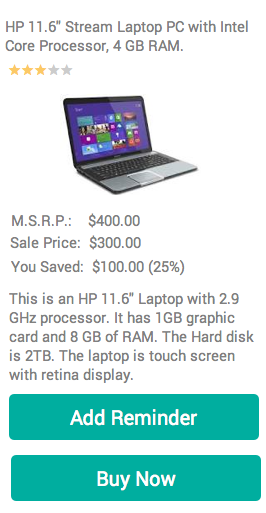 HP 11.6” Stream Laptop PC with Intel
Core Processor, 4 GB RAM.
M.S.R.P.: $400.00
Sale Price: $300.00
You Saved: $100.00 (25%)
This is an HP 11.6” Laptop with 2.9
GHz processor. It has 1GB graphic
card and 8 GB of RAM. The Hard disk
is 2TB. The laptop is touch screen
with retina display.
Add Reminder
Buy Now